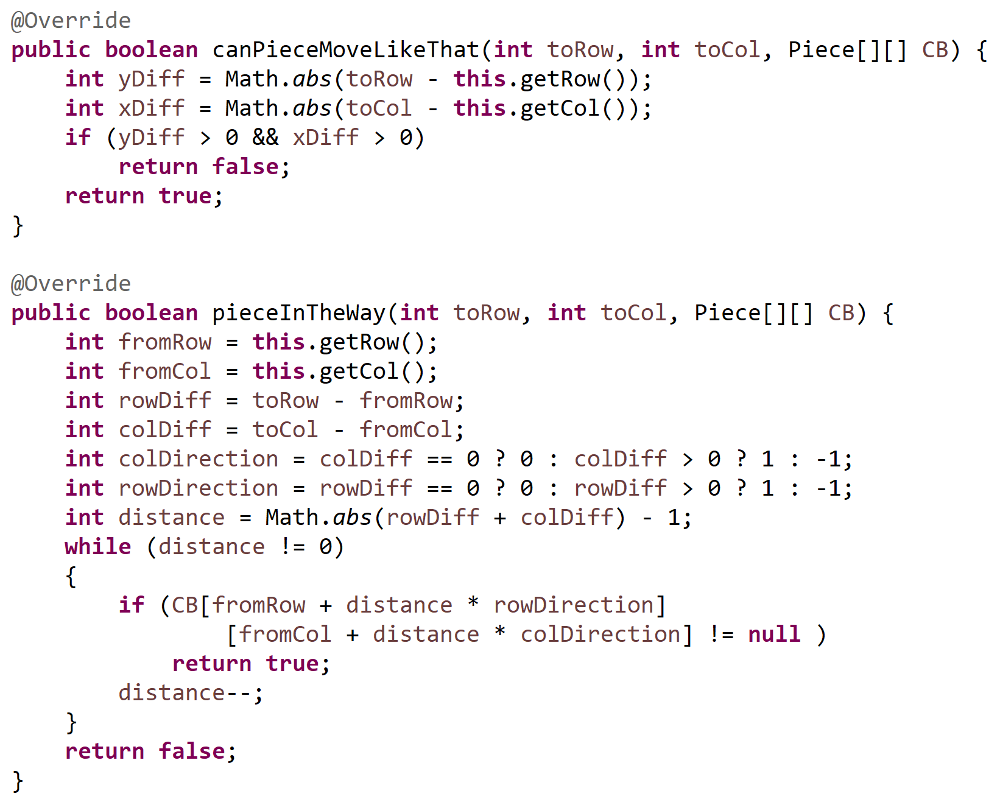 @Override
public boolean canPieceMoveLikeThat(int toRow, int toCol, Piece[][] CB) {
    int yDiff = Math.abs(toRow - this.getRow());
    int xDiff = Math.abs(toCol - this.getCol());
    if (yDiff > 0 && xDiff > 0)
        return false;
    return true;
}

@Override
public boolean pieceInTheWay(int toRow, int toCol, Piece[][] CB) {
    int fromRow = this.getRow();
    int fromCol = this.getCol();
    int rowDiff = toRow - fromRow;
    int colDiff = toCol - fromCol;
    int colDirection = colDiff == 0 ? 0 : colDiff > 0 ? 1 : -1;
    int rowDirection = rowDiff == 0 ? 0 : rowDiff > 0 ? 1 : -1;
    int distance = Math.abs(rowDiff + colDiff) - 1;
    while (distance != 0)
    {
        if (CB[fromRow + distance * rowDirection]
                [fromCol + distance * colDirection] != null )
            return true;
        distance--;
    }
    return false;
}